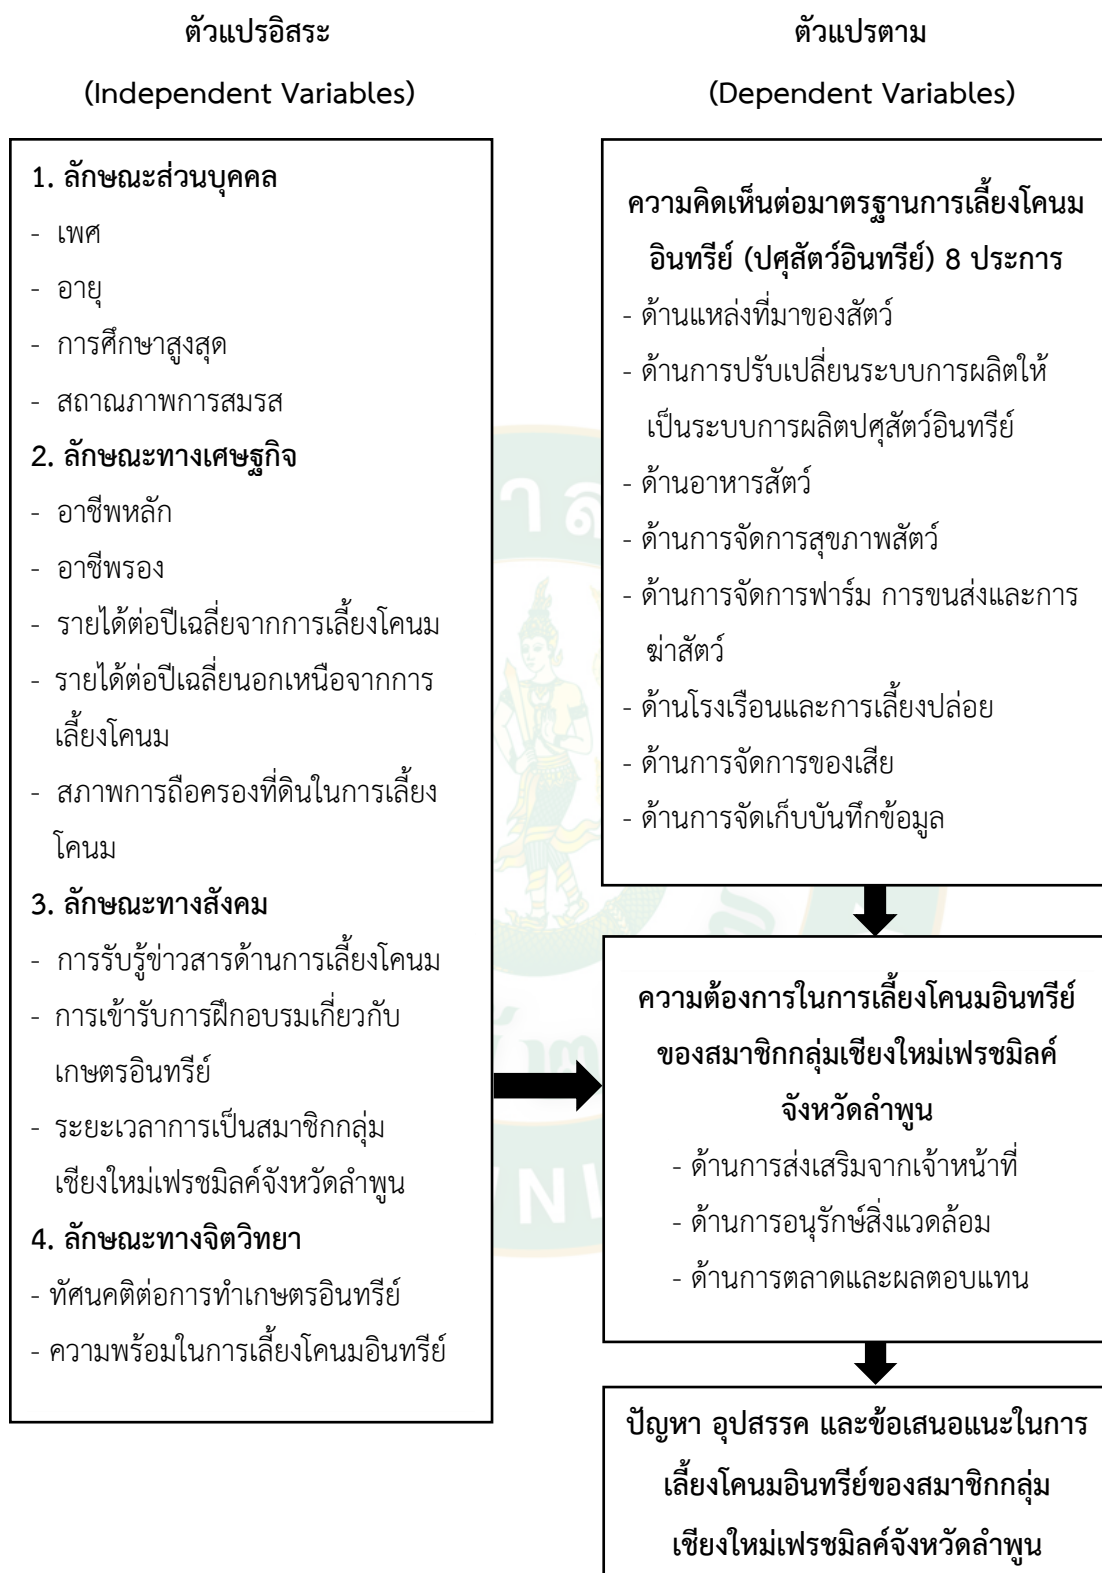 ตัวแปรอิสระ
(Independent Variables)
1. ลักษณะส่วนบุคคล
- เพศ
- อายุ
- การศึกษาสูงสุด
- สถาณภาพการสมรส
2. ลักษณะทางเศษฐกิจ
- อาชีพหลัก
- อาชีพรอง
- รายได้ต่อปีเฉลี่ยจากการเลี้ยงโคนม
- รายได้ต่อปีเฉลี่ยนอกเหนือจากการ
เลี้ยงโคนม
- สภาพการถือครองที่ดินในการเลี้ยง
โคนม
3. ลักษณะทางสังคม
- การรับรู้ข่าวสารด้านการเลี้ยงโคนม
- การเข้ารับการฝึกอบรมเกี่ยวกับ
เกษตรอินทรีย์
- ระยะเวลาการเป็นสมาชิกกลุ่ม
เชียงใหม่เฟรชมิลค์จังหวัดลำพูน
4. ลักษณะทางจิตวิทยา
- ทัศนคติต่อการทำเกษตรอินทรีย์
- ความพร้อมในการเลี้ยงโคนมอินทรีย์
ตัวแปรตาม
(Dependent Variables)
ความคิดเห็นต่อมาตรฐานการเลี้ยงโคนม
อินทรีย์ (ปศุสัตว์อินทรีย์) 8 ประการ
- ด้านแหล่งที่มาของสัตว์
- ด้านการปรับเปลี่ยนระบบการผลิตให้
เป็นระบบการผลิตปศุสัตว์อินทรีย์
- ด้านอาหารสัตว์
- ด้านการจัดการสุขภาพสัตว์
- ด้านการจัดการฟาร์ม การขนส่งและการ
ฆ่าสัตว์
- ด้านโรงเรือนและการเลี้ยงปล่อย
- ด้านการจัดการของเสีย
- ด้านการจัดเก็บบันทึกข้อมูล
ความต้องการในการเลี้ยงโคนมอินทรีย์
ของสมาชิกกลุ่มเชียงใหม่เฟรชมิลค์
จังหวัดลำพูน
- ด้านการส่งเสริมจากเจ้าหน้าที่
- ด้านการอนุรักษ์สิ่งแวดล้อม
- ด้านการตลาดและผลตอบแทน
ปัญหา อุปสรรค และข้อเสนอแนะในการ
เลี้ยงโคนมอินทรีย์ของสมาชิกกลุ่ม
เชียงใหม่เฟรชมิลค์จังหวัดลำพูน